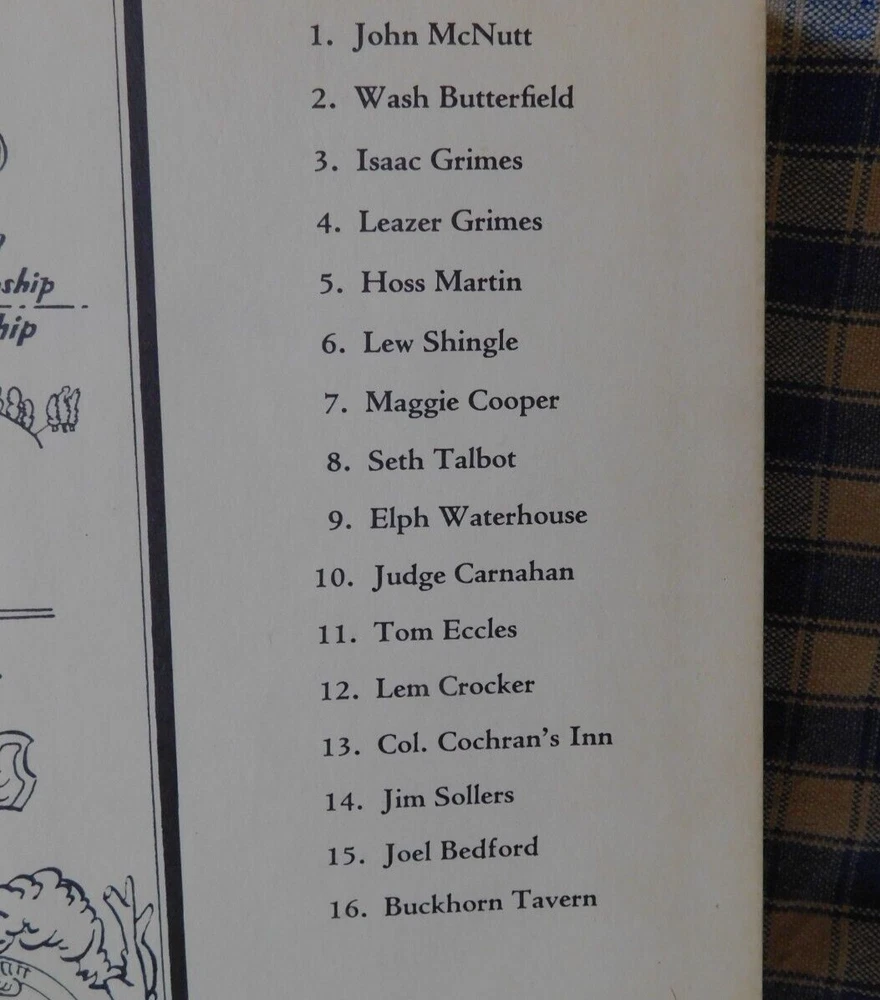 ship
hip
1. John McNutt
2. Wash Butterfield
3. Isaac Grimes
4. Leazer Grimes
5. Hoss Martin
6. Lew Shingle
7. Maggie Cooper
8. Seth Talbot
9. Elph Waterhouse
10. Judge Carnahan
11. Tom Eccles
12. Lem Crocker
13. Col. Cochran's Inn
14. Jim Sollers
15. Joel Bedford
16. Buckhorn Tavern